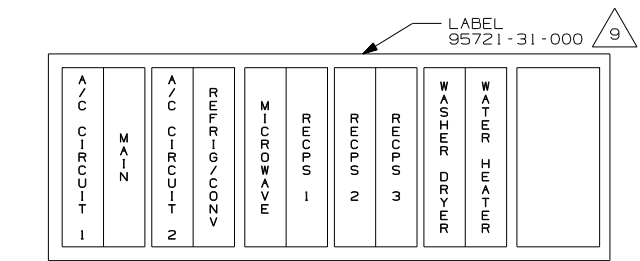 LABEL
95721-31-000
9
A/C CIRCUIT 1
MAIN
A/C CIRCUIT 2
REFRIG/CONV
MICROWAVE
RECPS 1
RECPS 2
RECPS 3
WASHER DRYER
WATER HEATER